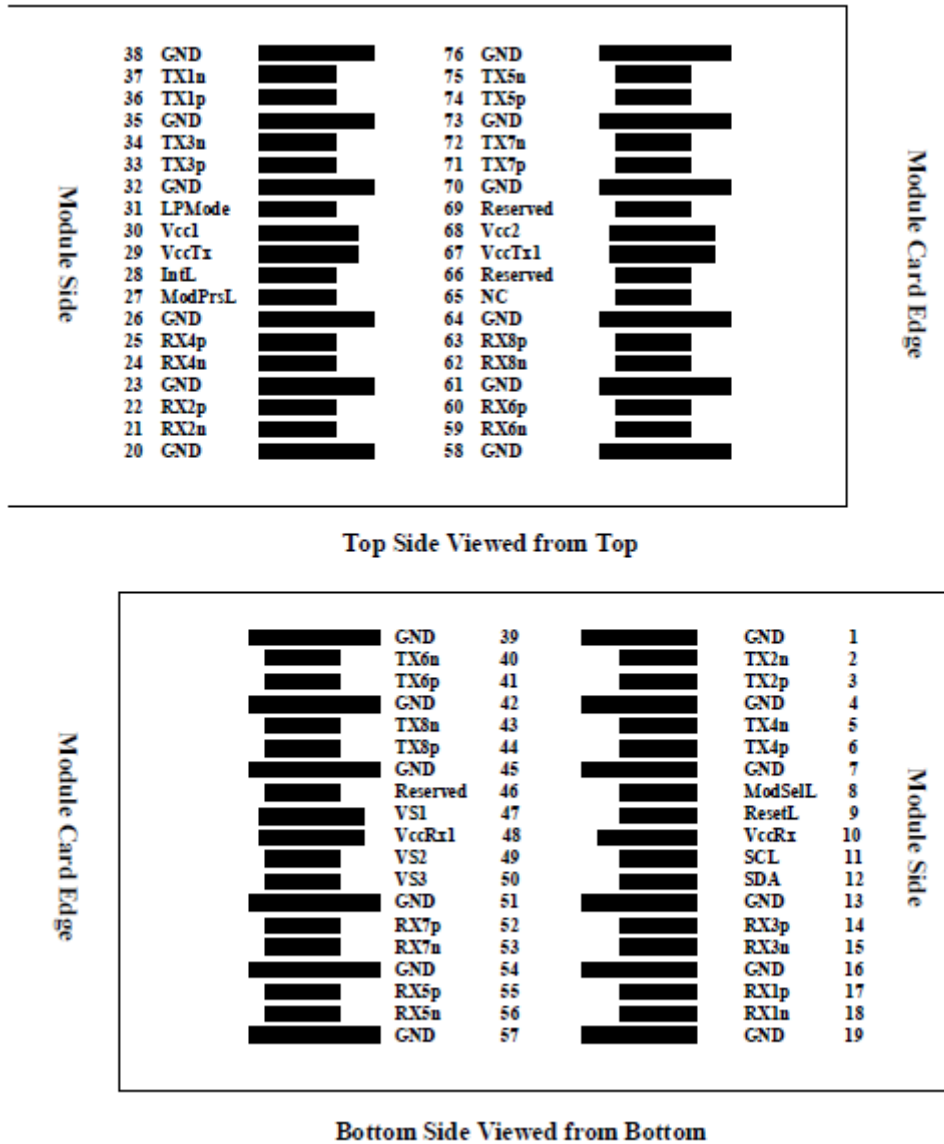 38 GND 76 GND
37 TX1n 75 TX5n
36 TX1p 74 TX5p
35 GND 73 GND
34 TX3n 72 TX7n
33 TX3p 71 TX7p
32 GND 70 GND
31 LPMode 69 Reserved
30 Vcc1 68 Vcc2
29 VccTx 67 VccTx1
28 IntL 66 Reserved
27 ModPrsL 65 NC
26 GND 64 GND
25 RX4p 63 RX8p
24 RX4n 62 RX8n
23 GND 61 GND
22 RX2p 60 RX6p
21 RX2n 59 RX6n
20 GND 58 GND
Module Side
Module Card Edge
Top Side Viewed from Top
GND 39 GND 1
TX6n 40 TX2n 2
TX6p 41 TX2p 3
GND 42 GND 4
TX8n 43 TX4n 5
TX8p 44 TX4p 6
GND 45 GND 7
Reserved 46 ModSelL 8
VS1 47 ResetL 9
VccRx1 48 VccRx 10
VS2 49 SCL 11
VS3 50 SDA 12
GND 51 GND 13
RX7p 52 RX3p 14
RX7n 53 RX3n 15
GND 54 GND 16
RX5p 55 RX1p 17
RX5n 56 RX1n 18
GND 57 GND 19
Module Card Edge
Module Side
Bottom Side Viewed from Bottom